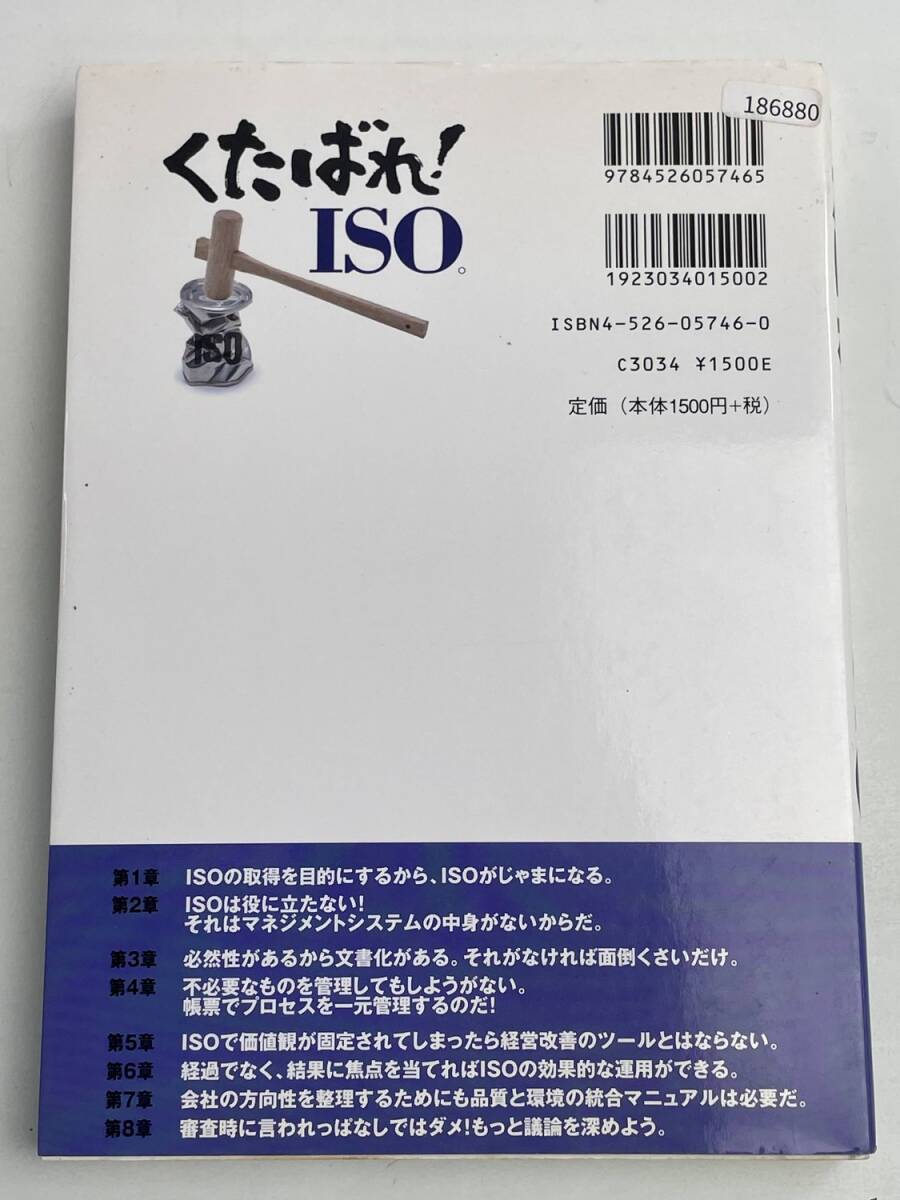 186880
くたばれ!
ISO。
ISO
9784526057465
1923034015002
ISBN4-526-05746-0
C3034 ¥1500E
定価（本体1500円+税）
第1章 ISOの取得を目的にするから、ISOがじゃまになる。
第2章 ISOは役に立たない!
それはマネジメントシステムの中身がないからだ。
第3章 必然性があるから文書化がある。それがなければ面倒くさいだけ。
第4章 不必要なものを管理してもしようがない。
帳票でプロセスを一元管理するのだ!
第5章 ISOで価値観が固定されてしまったら経営改善のツールとはならない。
第6章 経過でなく、結果に焦点を当てればISOの効果的な運用ができる。
第7章 会社の方向性を整理するためにも品質と環境の統合マニュアルは必要だ。
第8章 審査時に言われっぱなしではダメ!もっと議論を深めよう。